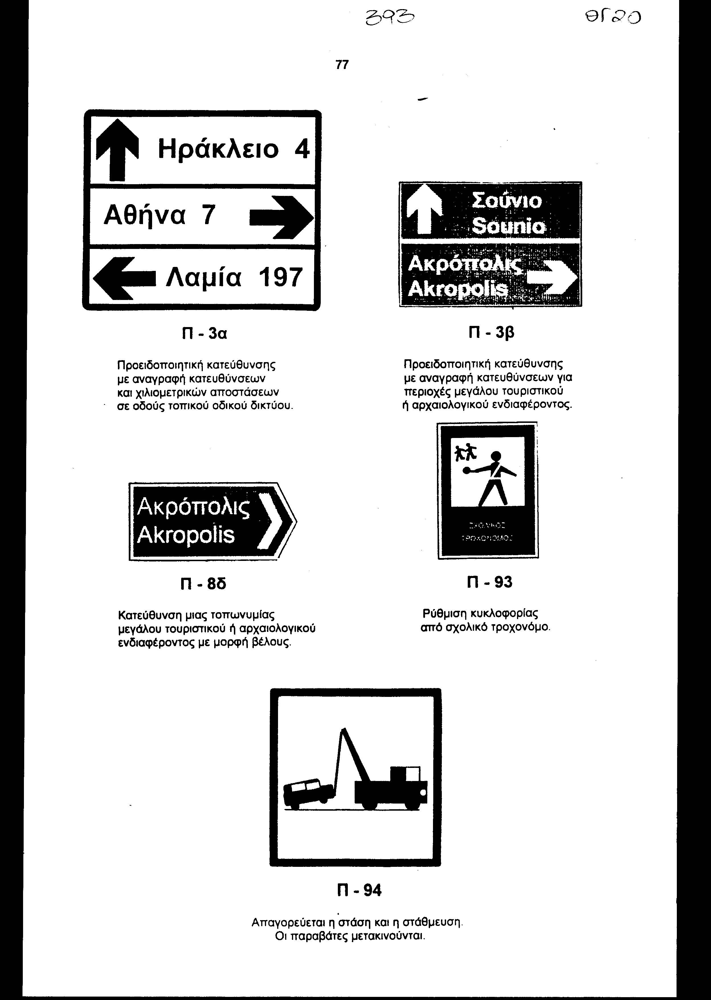 393
ΘΓ20
77
Ηράκλειο 4
Αθήνα 7
Λαμία 197
Σούνιο
Sounio
Ακρόπολις
Akropolis
Π - 3α
Π - 3β
Προειδοποιητική κατεύθυνσης
με αναγραφή κατευθύνσεων
και χιλιομετρικών αποστάσεων
σε οδούς τοπικού οδικού δικτύου.
Προειδοποιητική κατεύθυνσης
με αναγραφή κατευθύνσεων για
περιοχές μεγάλου τουριστικού
ή αρχαιολογικού ενδιαφέροντος.
Ακρόπολις
Akropolis
ΣΧΟΛΙΚΟΣ
ΤΡΟΧΟΝΟΜΟΣ
Π - 8δ
Π - 93
Κατεύθυνση μιας τοπωνυμίας
μεγάλου τουριστικού ή αρχαιολογικού
ενδιαφέροντος με μορφή βέλους.
Ρύθμιση κυκλοφορίας
από σχολικό τροχονόμο.
Π - 94
Απαγορεύεται η στάση και η στάθμευση.
Οι παραβάτες μετακινούνται.